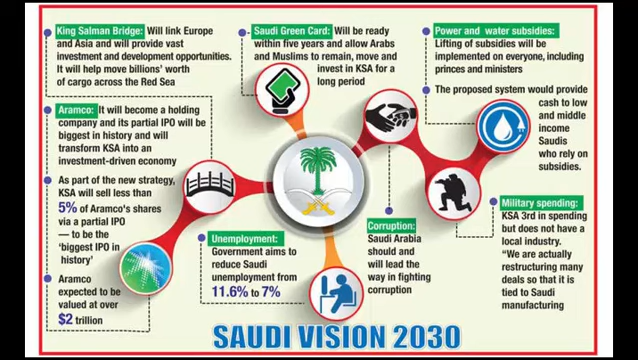 King Salman Bridge: Will link Europe
and Asia and will provide vast
investment and development opportunities.
It will help move billions' worth
of cargo across the Red Sea
Aramco: It will become a holding
company and its partial IPO will be
biggest in history and will
transform KSA into an
investment-driven economy
As part of the new strategy,
KSA will sell less than
5% of Aramco's shares
via a partial IPO
— to be the
'biggest IPO in
history'
Aramco
expected to be
valued at over
$2 trillion
Saudi Green Card: Will be ready
within five years and allow Arabs
and Muslims to remain, move and
invest in KSA for a
long period
Power and water subsidies:
Lifting of subsidies will be
implemented on everyone, including
princes and ministers
The proposed system would provide
cash to low
and middle
income
Saudis
who rely on
subsidies.
Unemployment:
Government aims to
reduce Saudi
unemployment from
11.6% to 7%
Corruption:
Saudi Arabia
should and
will lead the
way in fighting
corruption
Military spending:
KSA 3rd in spending
but does not have a
local industry.
"We are actually
restructuring many
deals so that it is
tied to Saudi
manufacturing
SAUDI VISION 2030